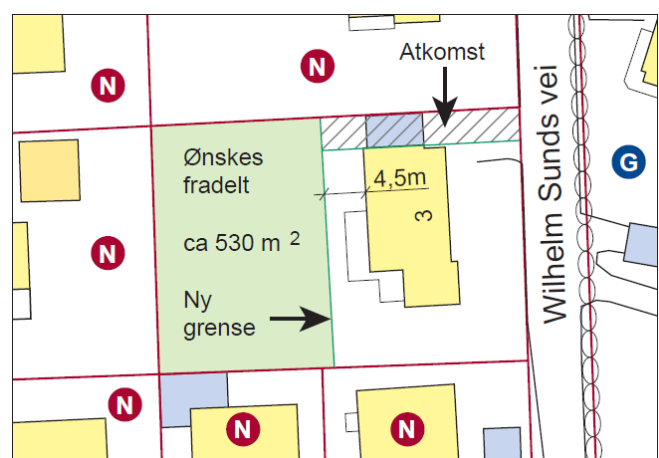 Atkomst
N
N
Wilhelm Sunds vei
Ønskes
fradelt
4,5m
G
3
ca 530 m 2
N
Ny
grense
N
N
N